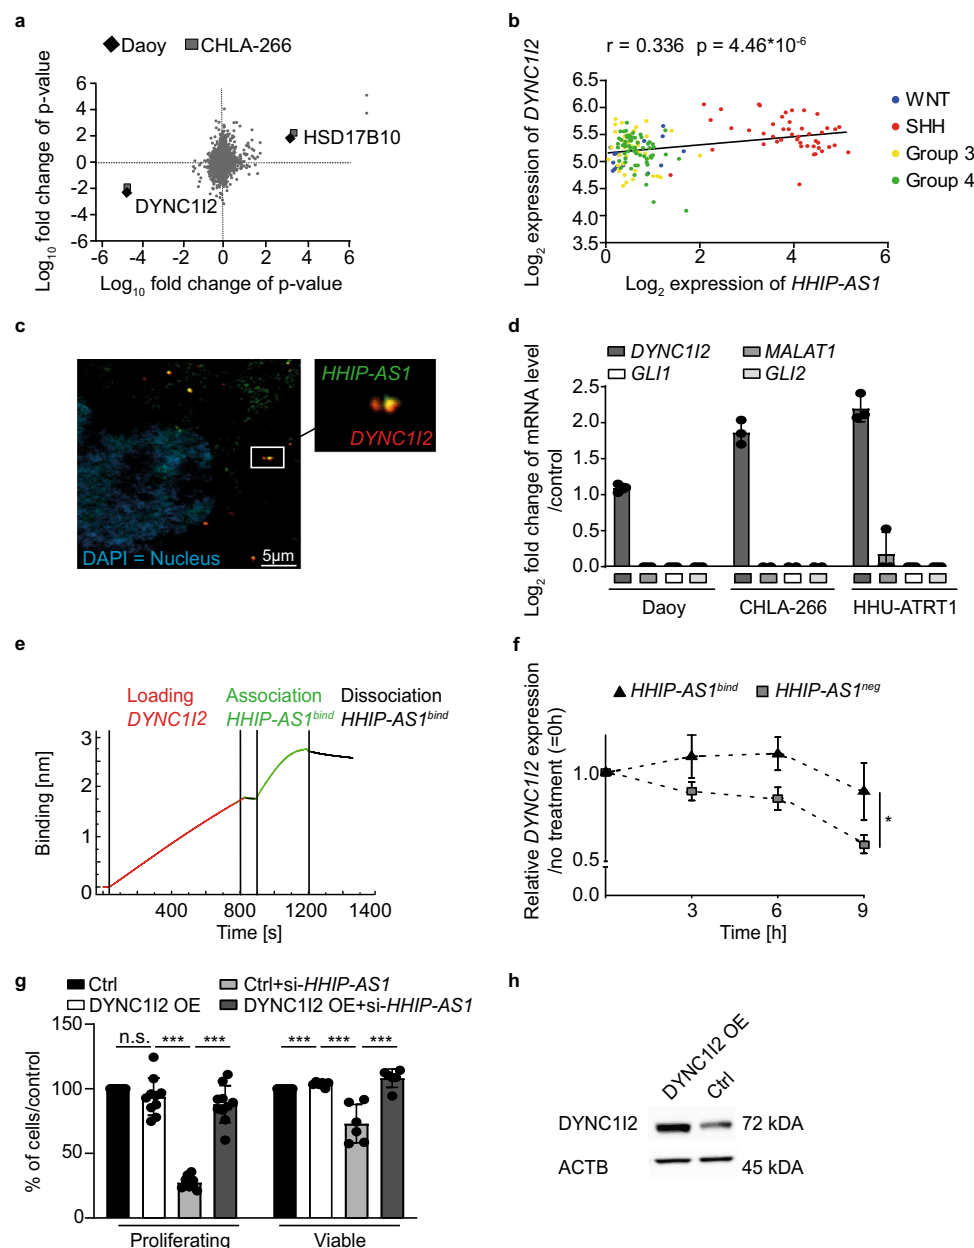 a
Daoy CHLA-266
Log10 fold change of p-value
6
4
2
0
-2
-4
-6
HSD17B10
DYNC1I2
-6 -4 -2 0 2 4 6
Log10 fold change of p-value
b
r = 0.336 p = 4.46*10-6
Log2 expression of DYNC1I2
6.5
6.0
5.5
5.0
4.5
4.0
3.5
0 2 4 6
Log2 expression of HHIP-AS1
WNT
SHH
Group 3
Group 4
c
HHIP-AS1
DYNC1I2
DAPI = Nucleus
5µm
d
DYNC1I2 MALAT1
GLI1 GLI2
Log2 fold change of mRNA level
/control
2.5
2.0
1.5
1.0
0.5
0.0
Daoy CHLA-266 HHU-ATRT1
e
Loading Association Dissociation
DYNC1I2 HHIP-AS1bind HHIP-AS1bind
Binding [nm]
3
2
1
0
400 800 1200 1400
Time [s]
f
HHIP-AS1bind HHIP-AS1neg
Relative DYNC1I2 expression
/no treatment (=0h)
1.0
0.5
0.0
*
3 6 9
Time [h]
g
Ctrl Ctrl+si-HHIP-AS1
DYNC1I2 OE DYNC1I2 OE+si-HHIP-AS1
% of cells/control
150
100
50
0
n.s. *** *** *** *** ***
Proliferating Viable
h
DYNC1I2 OE
Ctrl
DYNC1I2 72 kDA
ACTB 45 kDA